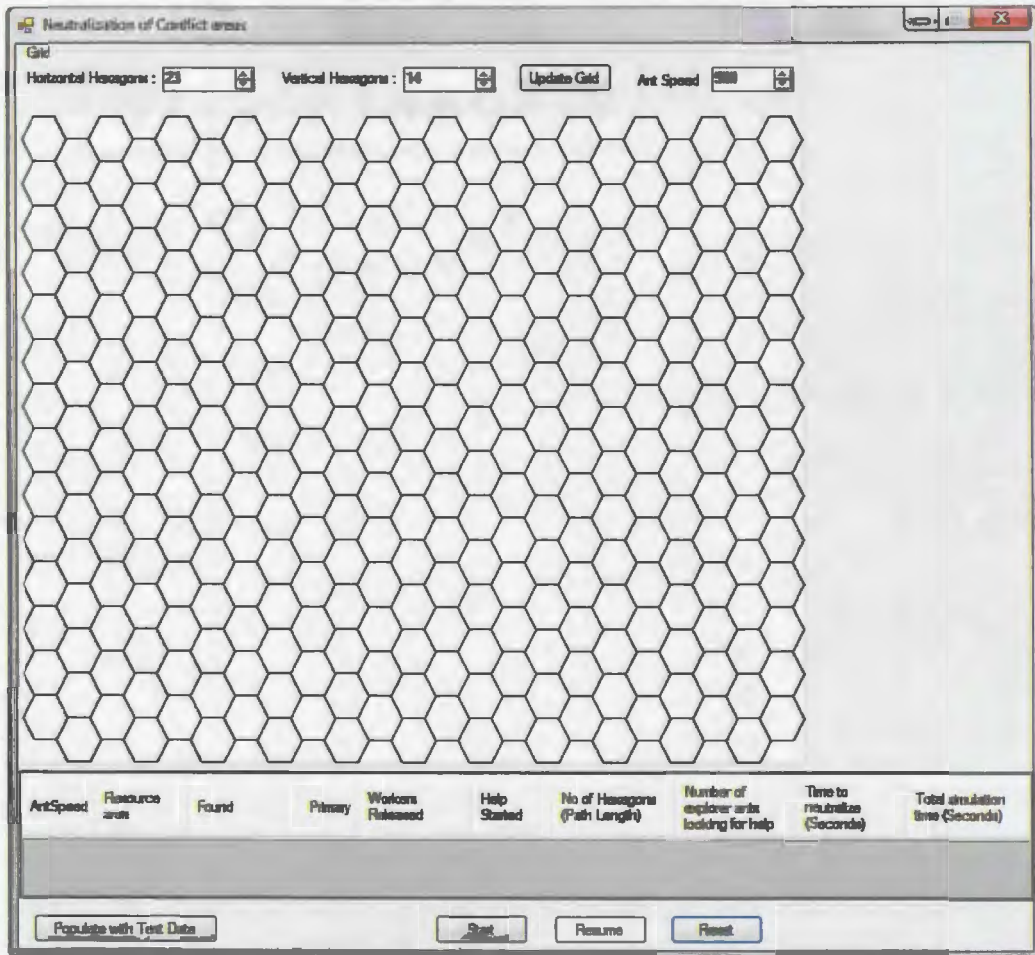 Neutralization of Conflict areas
Grid
Horizontal Hexagons : 23
Vertical Hexagons : 14
Update Grid
Ant Speed 500
AntSpeed
Resource
area
Found
Primary
Workers
Released
Help
Started
No of Hexagons
(Path Length)
Number of
explorer ants
looking for help
Time to
neutralize
(Seconds)
Total simulation
time (Seconds)
Populate with Test Data
Start
Resume
Reset